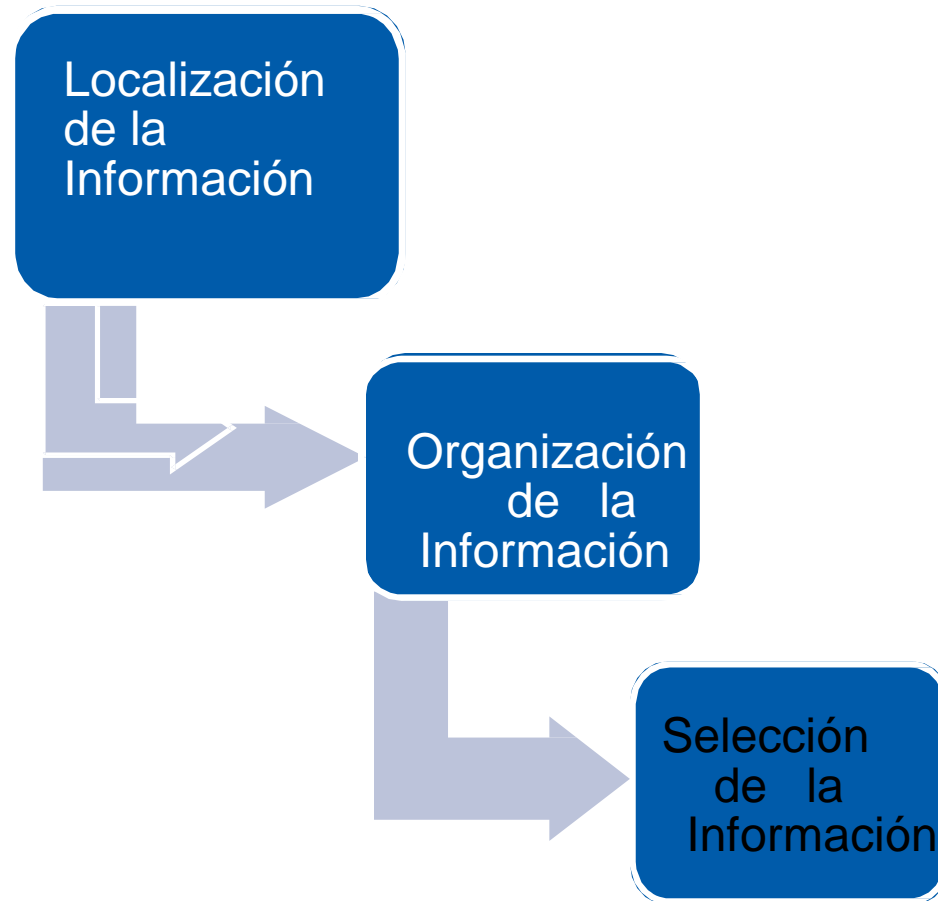 Localización
de la
Información
Organización
de la
Información
Selección
de la
Información